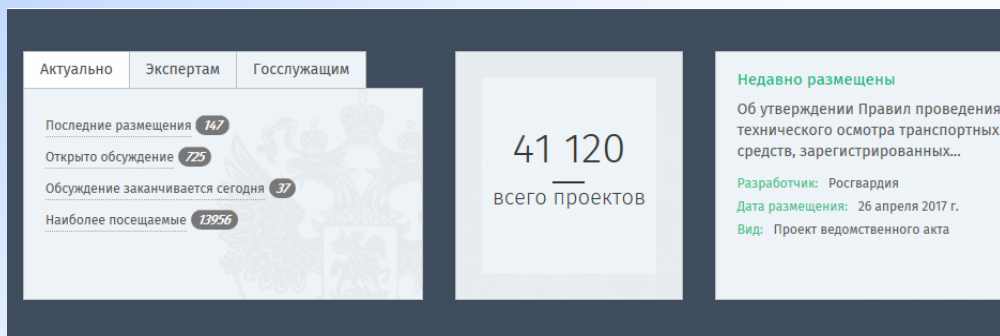 Актуально Экспертам Госслужащим
Последние размещения 147
Открыто обсуждение 725
Обсуждение заканчивается сегодня 37
Наиболее посещаемые 13956
41 120
всего проектов
Недавно размещены
Об утверждении Правил проведения
технического осмотра транспортных
средств, зарегистрированных...
Разработчик: Росгвардия
Дата размещения: 26 апреля 2017 г.
Вид: Проект ведомственного акта